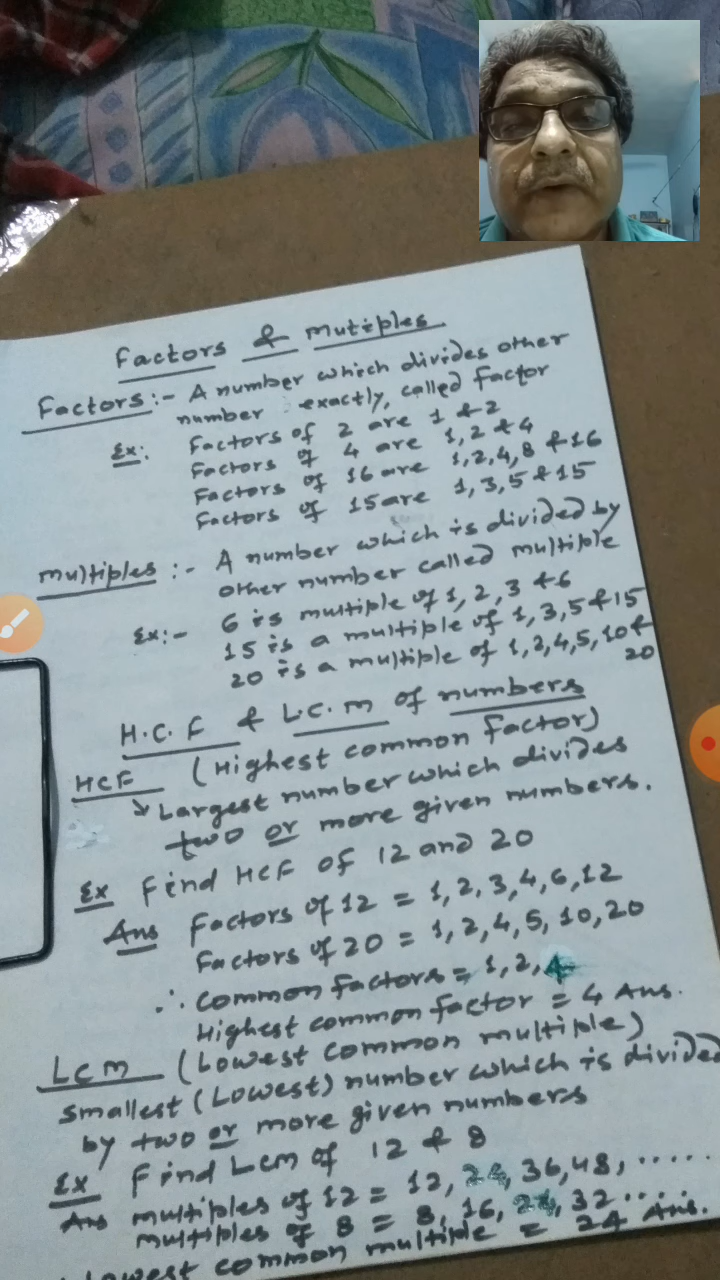 Factors & Mutiples
Factors :- A number which divides other
number exactly, called factor
Ex: Factors of 2 are 1 & 2
Factors of 4 are 1, 2 & 4
Factors of 16 are 1, 2, 4, 8 & 16
Factors of 15 are 1, 3, 5 & 15
multiples :- A number which is divided by
other number called multiple
Ex:- 6 is multiple of 1, 2, 3 & 6
15 is a multiple of 1, 3, 5 & 15
20 is a multiple of 1, 2, 4, 5, 10 &
20
H.C.F & L.C.m of numbers
HCF (Highest common factor)
↘ Largest number which divides
two or more given numbers.
Ex Find HCF of 12 and 20
Ans Factors of 12 = 1, 2, 3, 4, 6, 12
Factors of 20 = 1, 2, 4, 5, 10, 20
∴ common factors = 1, 2, 4
Highest common factor = 4 Ans.
LCM (Lowest common multiple)
smallest (Lowest) number which is divided
by two or more given numbers
Ex Find Lcm of 12 & 8
Ans multiples of 12 = 12, 24, 36, 48, .....
multiples of 8 = 8, 16, 24, 32 .....
Lowest common multiple = 24 Ans.